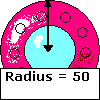 Radius = 50